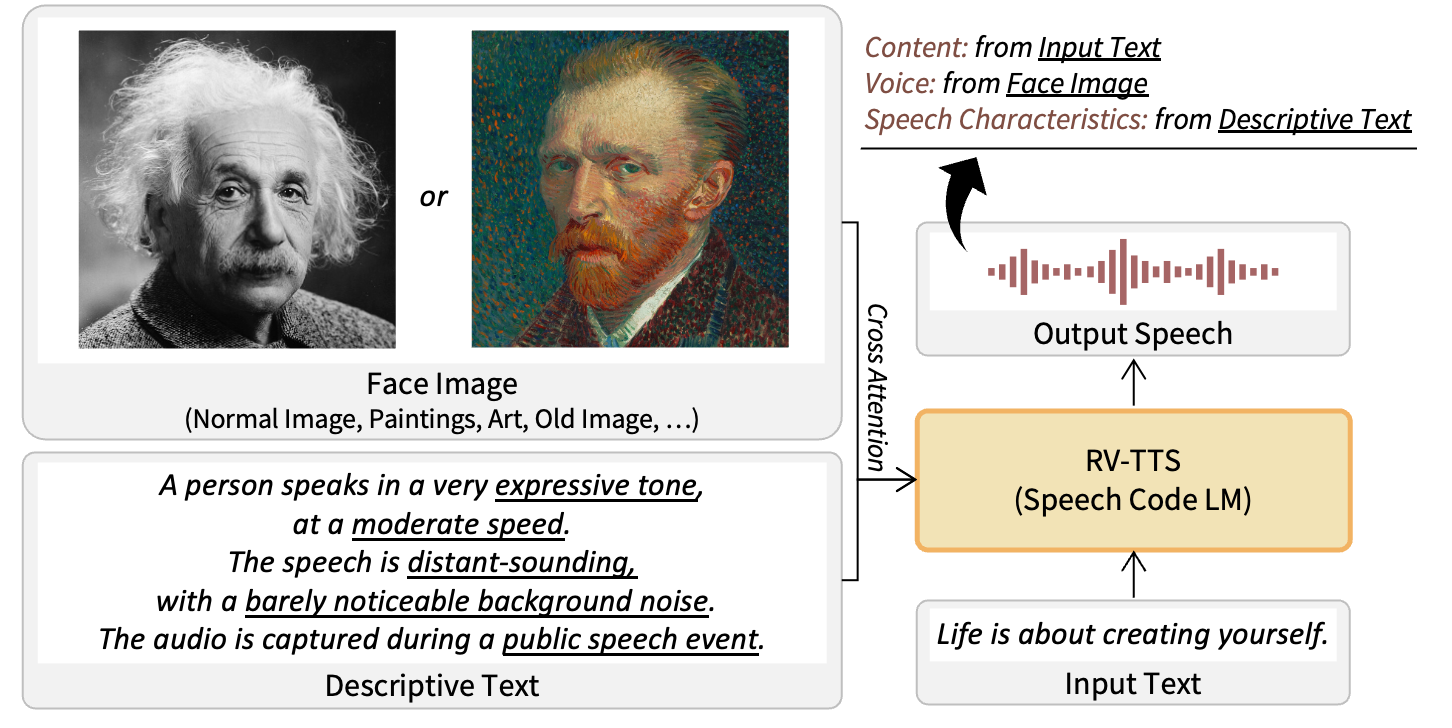 or
Face Image
(Normal Image, Paintings, Art, Old Image, …)
A person speaks in a very expressive tone,
at a moderate speed.
The speech is distant-sounding,
with a barely noticeable background noise.
The audio is captured during a public speech event.
Descriptive Text
Cross Attention
Content: from Input Text
Voice: from Face Image
Speech Characteristics: from Descriptive Text
Output Speech
RV-TTS
(Speech Code LM)
Life is about creating yourself.
Input Text